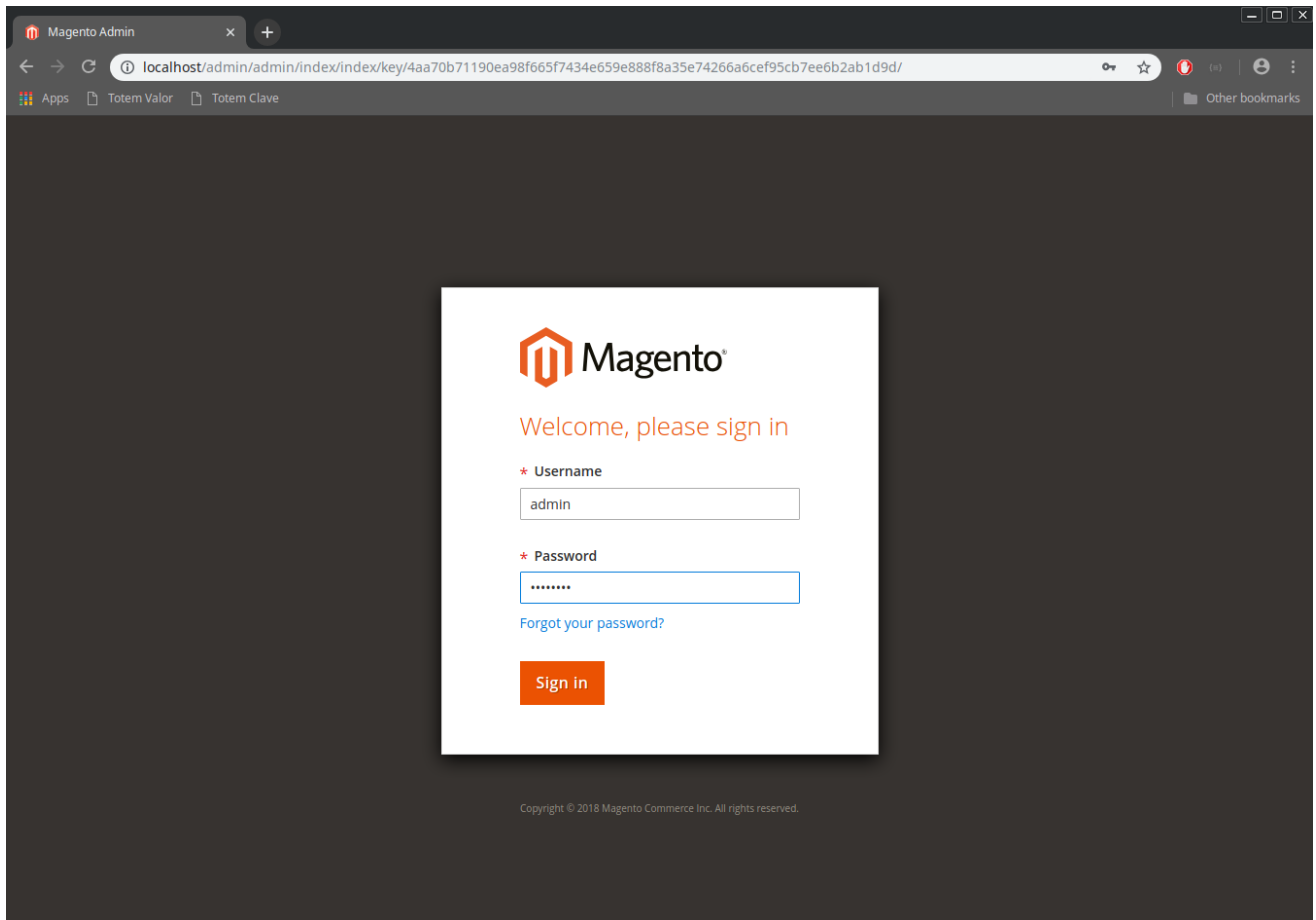 Magento Admin
localhost/admin/admin/index/index/key/4aa70b71190ea98f665f7434e659e888f8a35e74266a6cef95cb7ee6b2ab1d9d/
Apps Totem Valor Totem Clave Other bookmarks
Magento®
Welcome, please sign in
* Username
admin
* Password
••••••••
Forgot your password?
Sign in
Copyright © 2018 Magento Commerce Inc. All rights reserved.